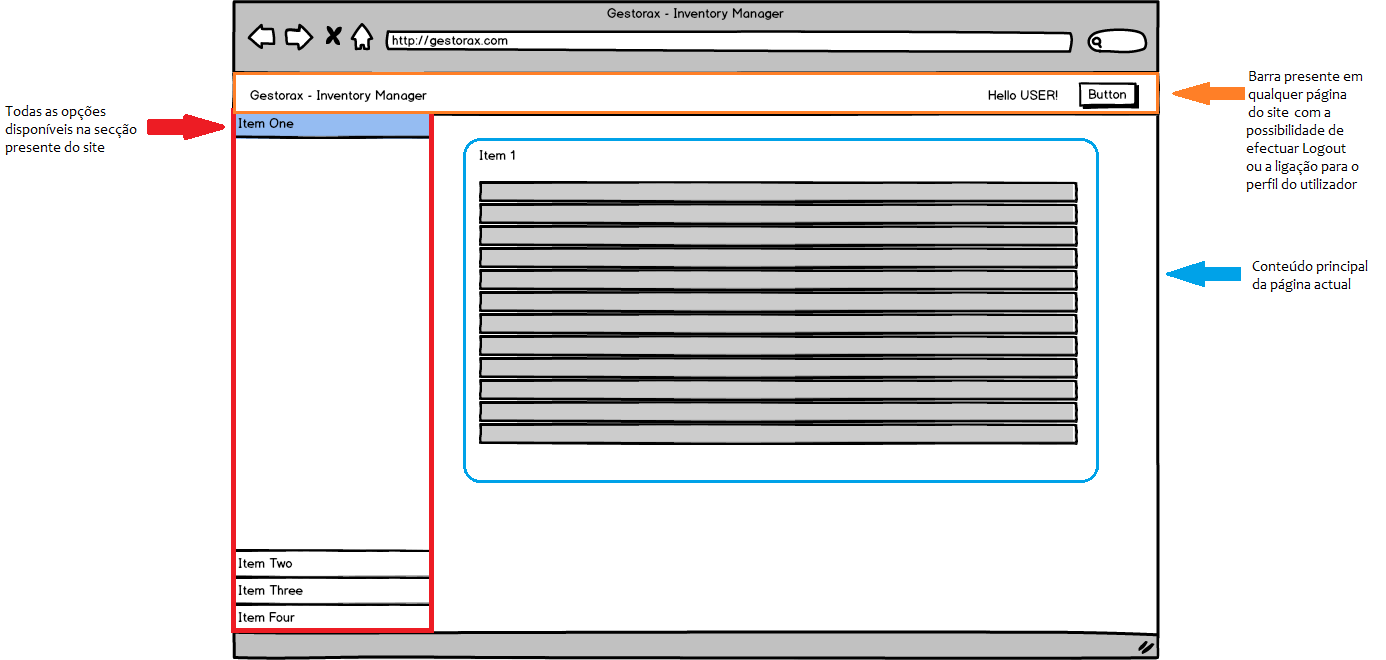 Gestorax - Inventory Manager
http://gestorax.com
Gestorax - Inventory Manager
Hello USER!
Button
Todas as opções
disponíveis na secção
presente do site
Item One
Item Two
Item Three
Item Four
Item 1
Barra presente em
qualquer página
do site com a
possibilidade de
efectuar Logout
ou a ligação para o
perfil do utilizador
Conteúdo principal
da página actual